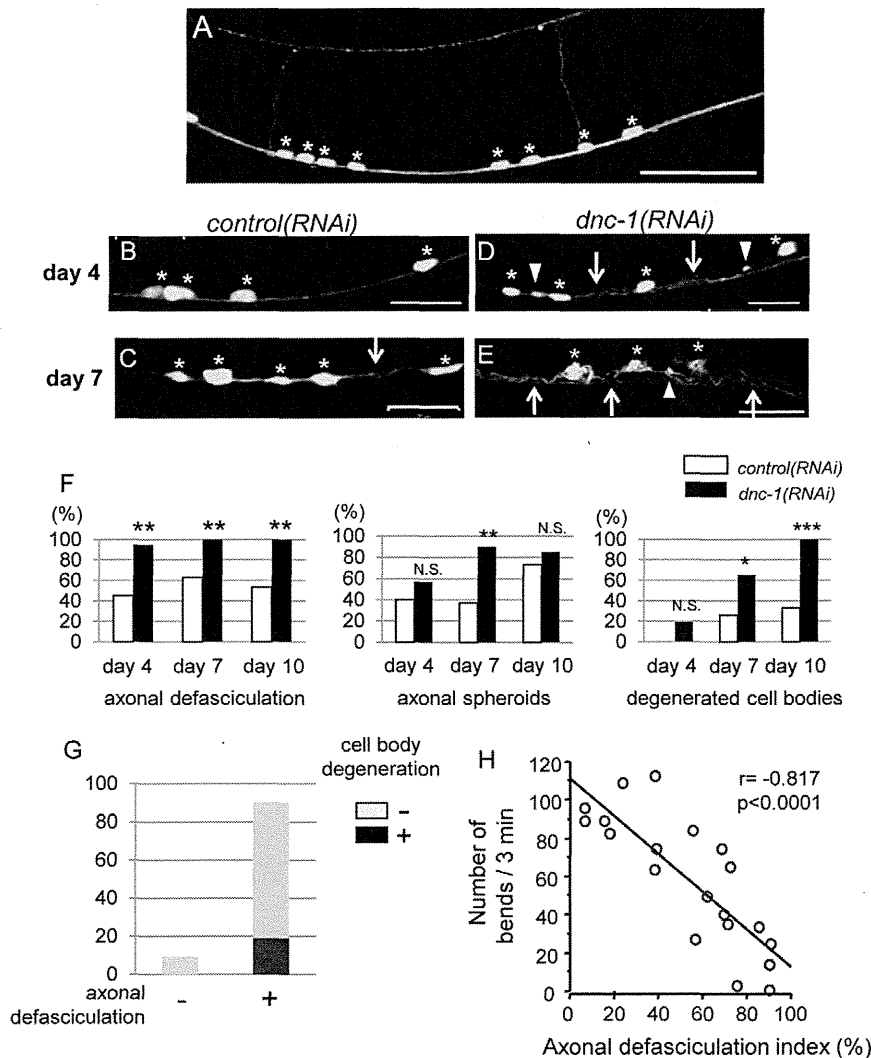 A
* * * * * * * *
control(RNAi) dnc-1(RNAi)
day 4
B * * * *
D * * * *
day 7
C * * * * *
E * * *
F
control(RNAi)
dnc-1(RNAi)
(%) (%) (%)
100 80 60 40 20 0
** ** **
day 4 day 7 day 10
axonal defasciculation
100 80 60 40 20 0
N.S. ** N.S.
day 4 day 7 day 10
axonal spheroids
100 80 60 40 20 0
N.S. * ***
day 4 day 7 day 10
degenerated cell bodies
G
cell body
degeneration
-
+
100
80
60
40
20
0
axonal
defasciculation
- +
H
r= -0.817
p<0.0001
Number of
bends / 3 min
120
100
80
60
40
20
0
0 20 40 60 80 100
Axonal defasciculation index (%)